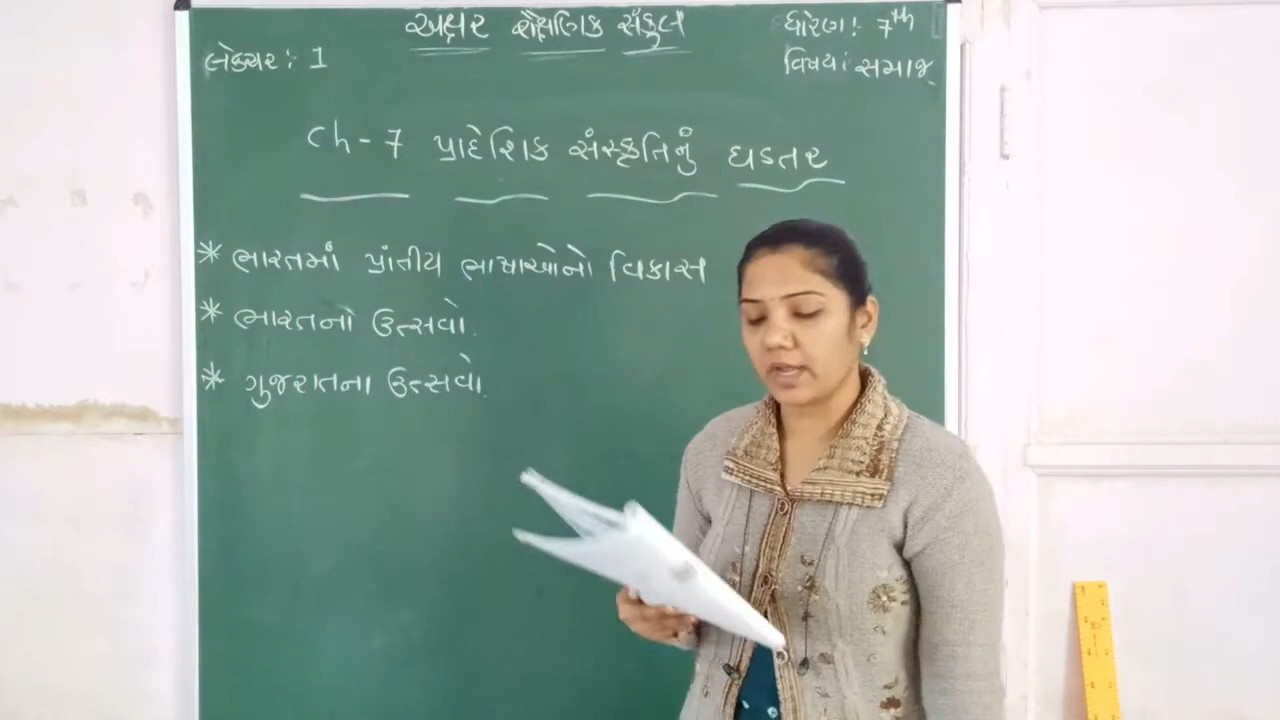 અક્ષર શૈક્ષણિક સંકુલ
ધોરણ: 7th
લેક્ચર: 1
વિષય: સમાજ
Ch-7 પ્રાદેશિક સંસ્કૃતિનું ઘડતર
* ભારતમાં પ્રાંતીય ભાષાઓનો વિકાસ
* ભારતનો ઉત્સવો.
* ગુજરાતના ઉત્સવો.